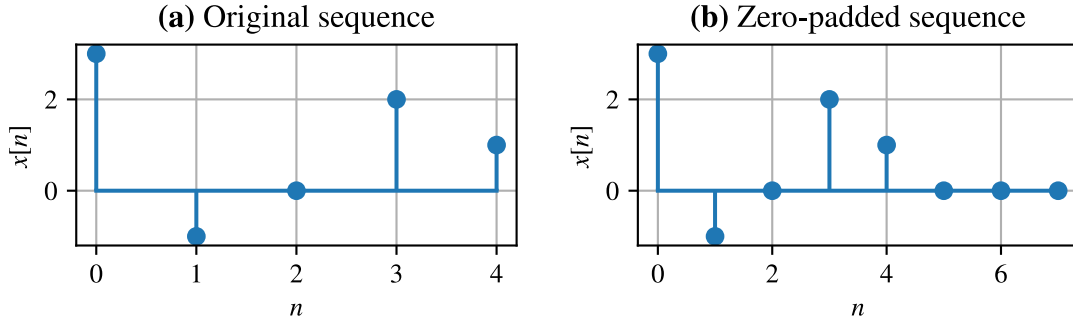 (a) Original sequence
x[n]
2
0
0 1 2 3 4
n
(b) Zero-padded sequence
x[n]
2
0
0 2 4 6
n